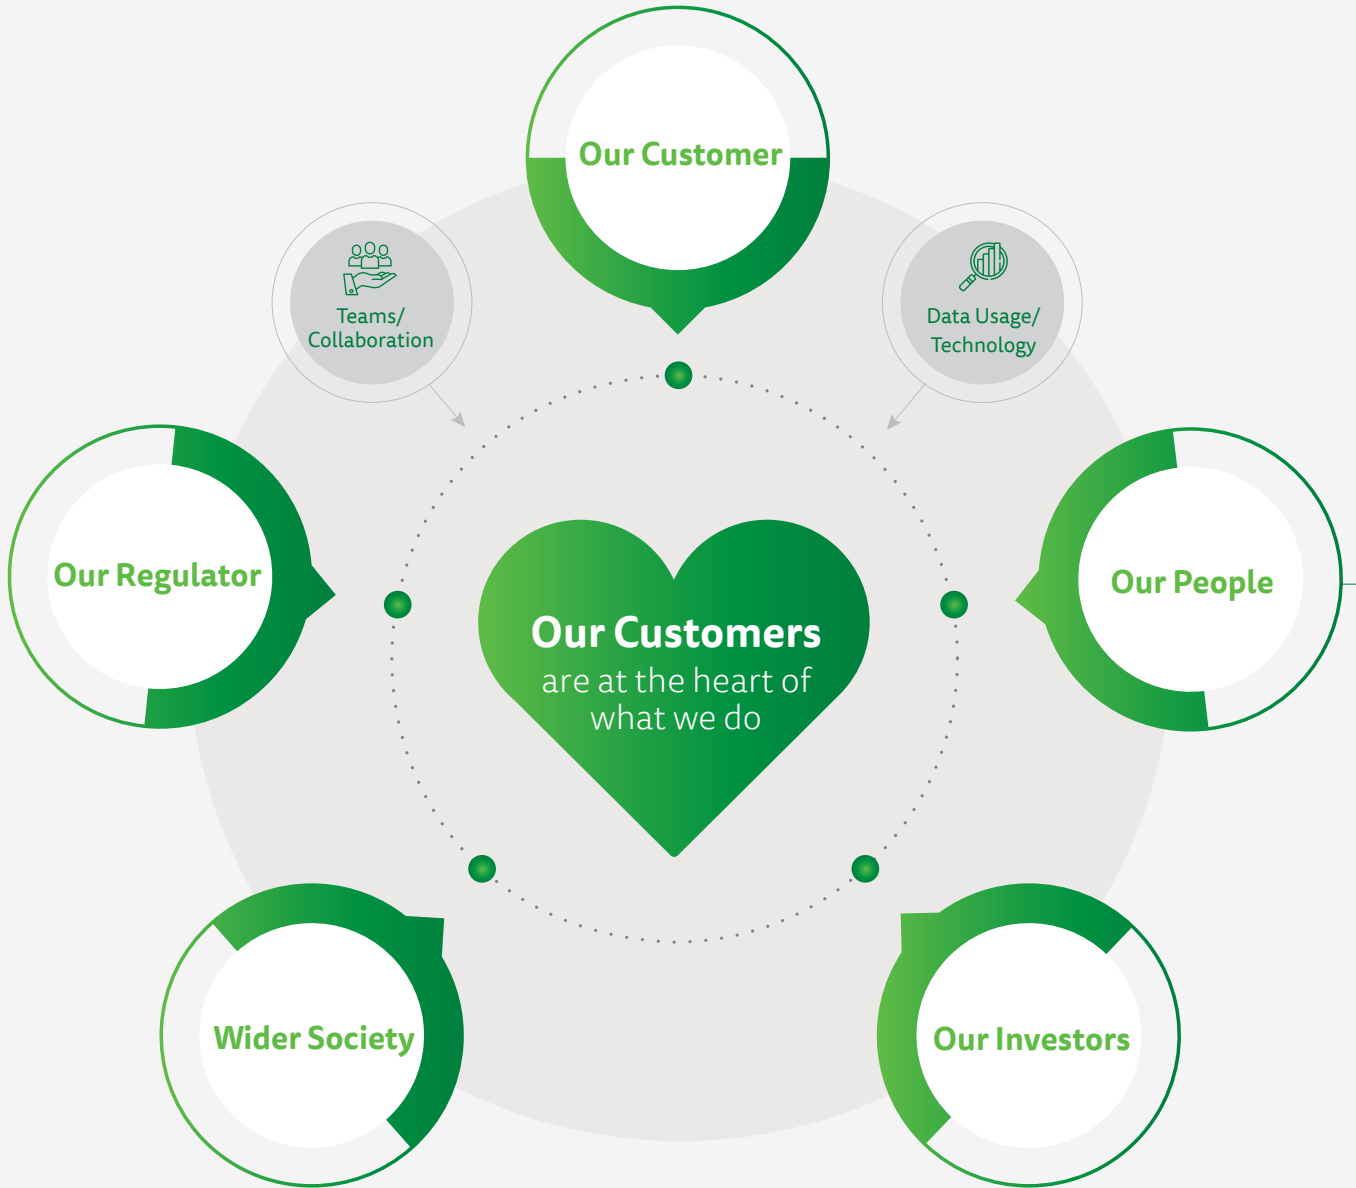 Our Customer
Teams/
Collaboration
Data Usage/
Technology
Our Regulator
Our Customers
are at the heart of
what we do
Our People
Wider Society
Our Investors